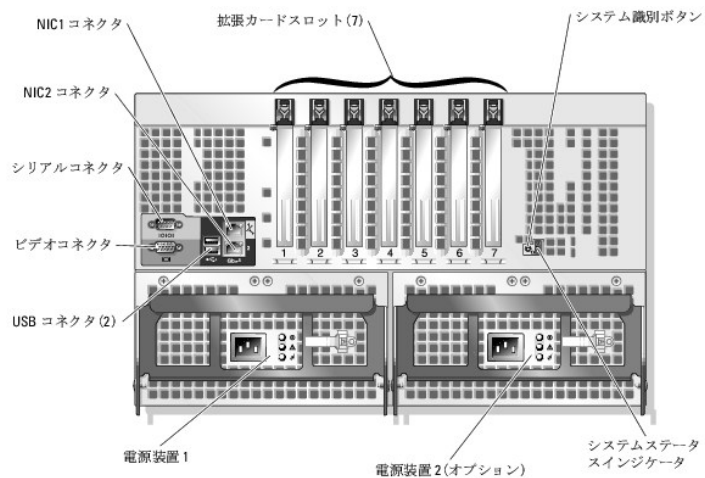 NIC1 コネクタ
拡張カードスロット(7)
システム識別ボタン
NIC2 コネクタ
シリアルコネクタ
ビデオコネクタ
1 2 3 4 5 6 7
USB コネクタ(2)
電源装置 1
電源装置 2(オプション)
システムステータ
スインジケータ